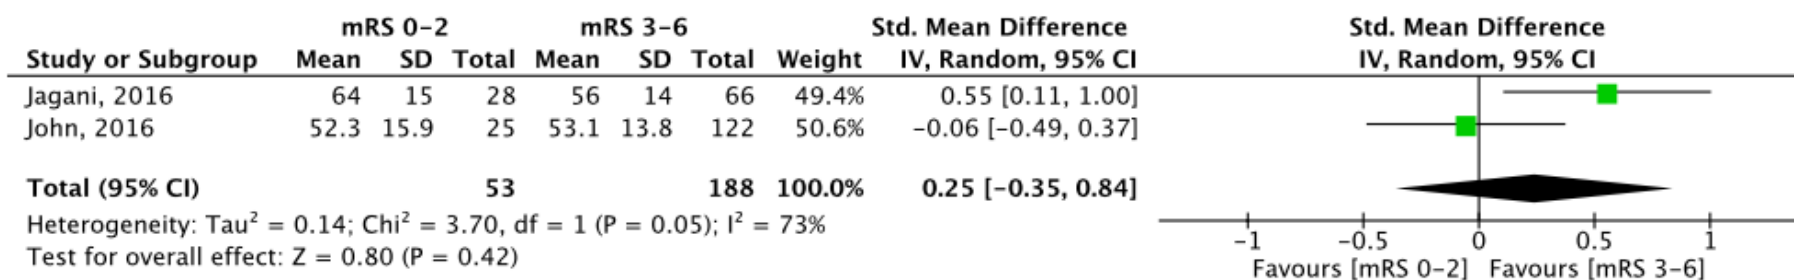 mRS 0–2 mRS 3–6 Std. Mean Difference Std. Mean Difference
Study or Subgroup Mean SD Total Mean SD Total Weight IV, Random, 95% CI IV, Random, 95% CI
Jagani, 2016 64 15 28 56 14 66 49.4% 0.55 [0.11, 1.00]
John, 2016 52.3 15.9 25 53.1 13.8 122 50.6% −0.06 [−0.49, 0.37]
Total (95% CI) 53 188 100.0% 0.25 [−0.35, 0.84]
Heterogeneity: Tau² = 0.14; Chi² = 3.70, df = 1 (P = 0.05); I² = 73%
Test for overall effect: Z = 0.80 (P = 0.42)
−1 −0.5 0 0.5 1
Favours [mRS 0–2] Favours [mRS 3–6]